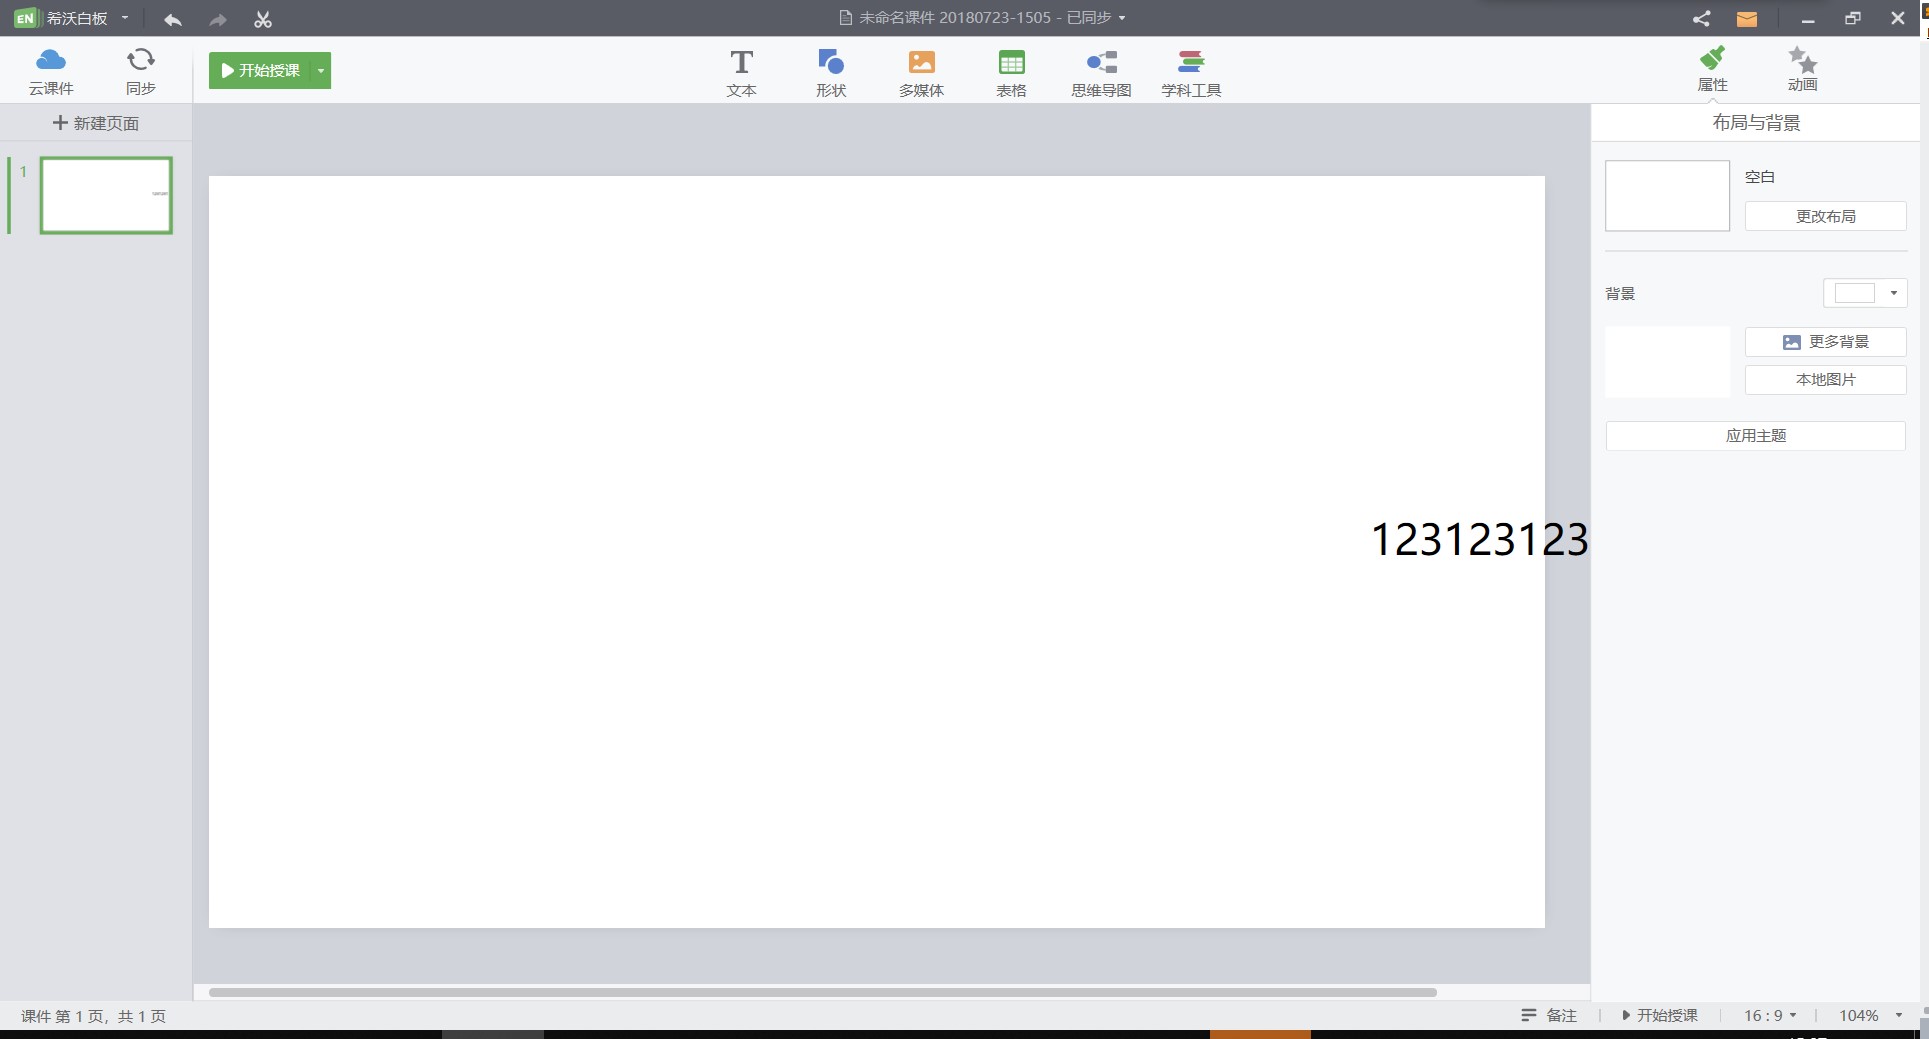 EN 希沃白板
未命名课件 20180723-1505 - 已同步
云课件 同步 开始授课 文本 形状 多媒体 表格 思维导图 学科工具 属性 动画
新建页面
布局与背景
1
空白
更改布局
背景
更多背景
本地图片
应用主题
123123123
课件 第 1 页，共 1 页
备注 开始授课 16 : 9 104%